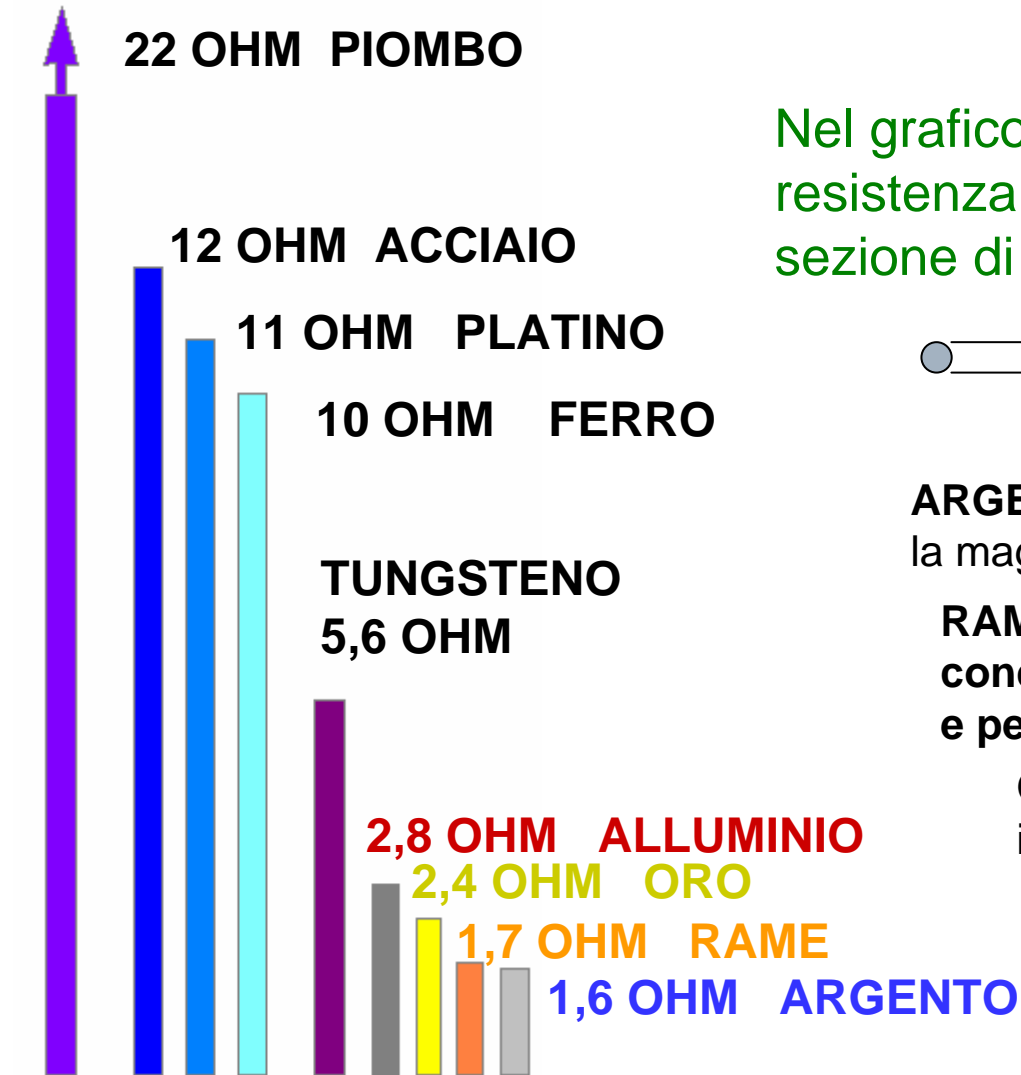 22 OHM PIOMBO
Nel grafico
resistenza
sezione di
12 OHM ACCIAIO
11 OHM PLATINO
10 OHM FERRO
la
TUNGSTENO
5,6 OHM
e
2,8 OHM ALLUMINIO
2,4 OHM ORO
1,7 OHM RAME
1,6 OHM ARGENTO